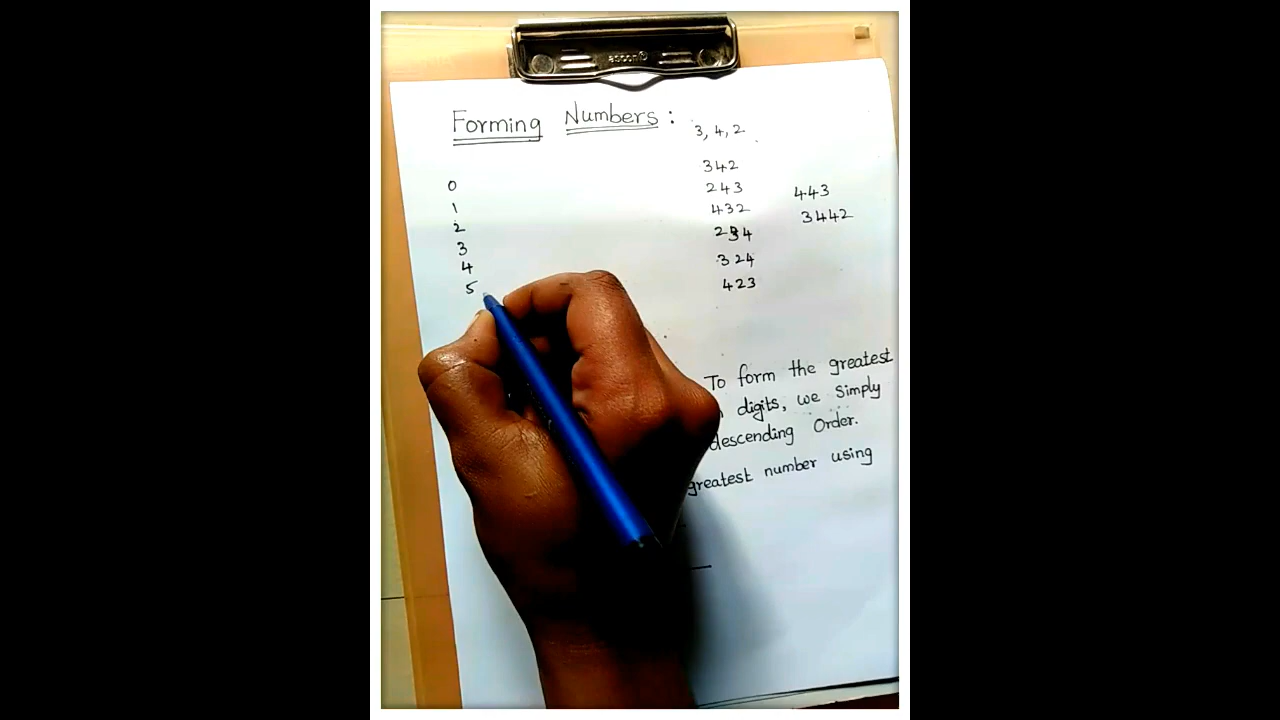 ascon
Forming Numbers :
3, 4, 2
342
243
432
234
324
423
443
3442
0
1
2
3
4
5
To form the greatest
digits, we simply
descending Order.
greatest number using